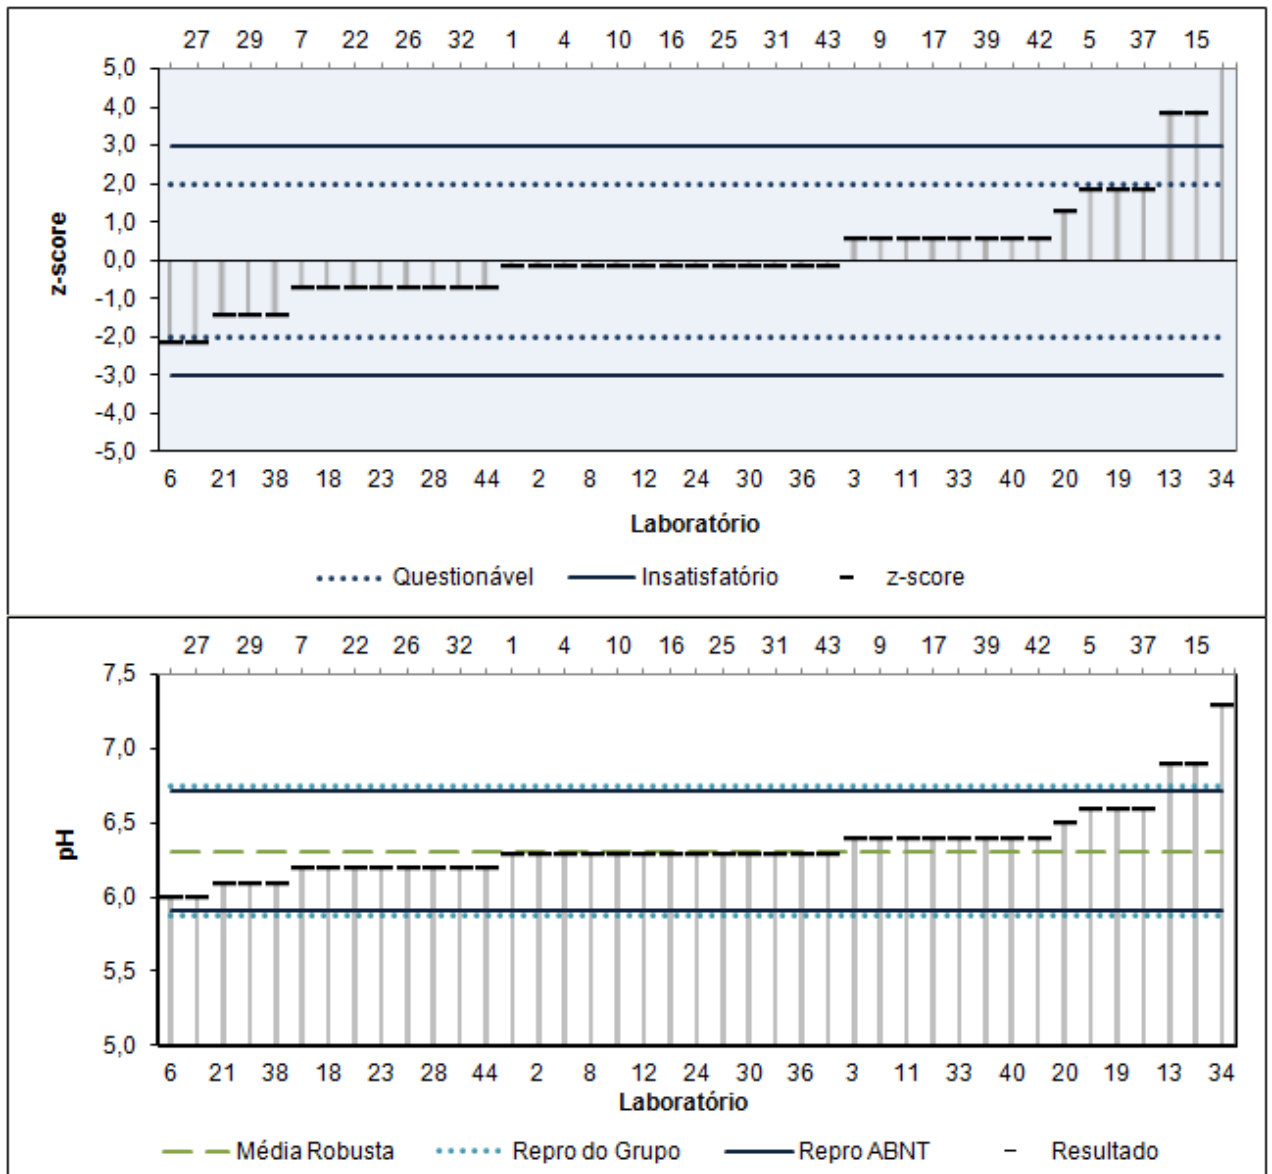 27 29 7 22 26 32 1 4 10 16 25 31 43 9 17 39 42 5 37 15
5,0
4,0
3,0
2,0
1,0
0,0
-1,0
-2,0
-3,0
-4,0
-5,0
z-score
6 21 38 18 23 28 44 2 8 12 24 30 36 3 11 33 40 20 19 13 34
Laboratório
Questionável Insatisfatório z-score
27 29 7 22 26 32 1 4 10 16 25 31 43 9 17 39 42 5 37 15
7,5
7,0
6,5
6,0
5,5
5,0
pH
6 21 38 18 23 28 44 2 8 12 24 30 36 3 11 33 40 20 19 13 34
Laboratório
Média Robusta Repro do Grupo Repro ABNT Resultado